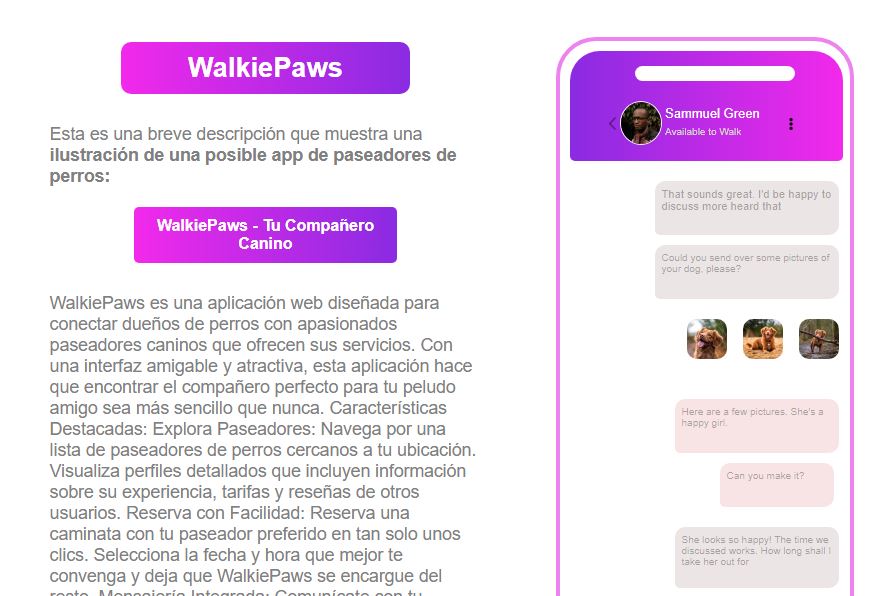 WalkiePaws
Esta es una breve descripción que muestra una
ilustración de una posible app de paseadores de
perros:
WalkiePaws - Tu Compañero
Canino
WalkiePaws es una aplicación web diseñada para
conectar dueños de perros con apasionados
paseadores caninos que ofrecen sus servicios. Con
una interfaz amigable y atractiva, esta aplicación hace
que encontrar el compañero perfecto para tu peludo
amigo sea más sencillo que nunca. Características
Destacadas: Explora Paseadores: Navega por una
lista de paseadores de perros cercanos a tu ubicación.
Visualiza perfiles detallados que incluyen información
sobre su experiencia, tarifas y reseñas de otros
usuarios. Reserva con Facilidad: Reserva una
caminata con tu paseador preferido en tan solo unos
clics. Selecciona la fecha y hora que mejor te
convenga y deja que WalkiePaws se encargue del
resto. Mensajería Integrada: Comunícate con tu
Sammuel Green
Available to Walk
That sounds great. I'd be happy to
discuss more heard that
Could you send over some pictures of
your dog, please?
Here are a few pictures. She's a
happy girl.
Can you make it?
She looks so happy! The time we
discussed works. How long shall I
take her out for